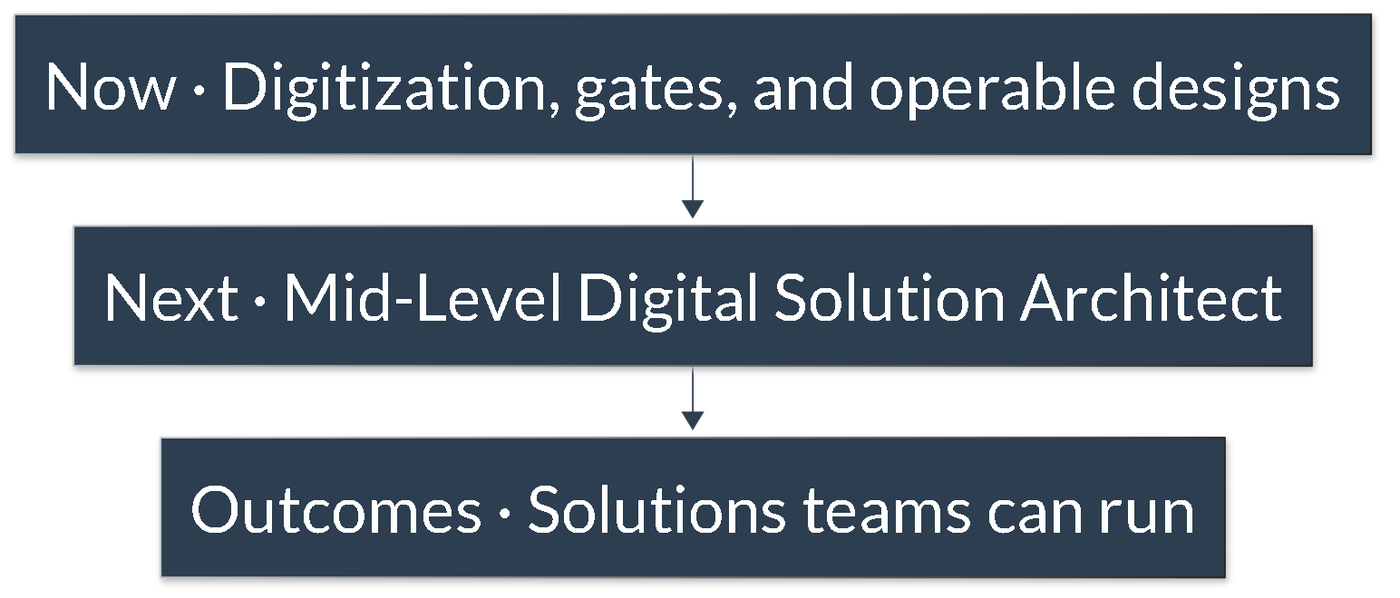 Now · Digitization, gates, and operable designs
Next · Mid-Level Digital Solution Architect
Outcomes · Solutions teams can run